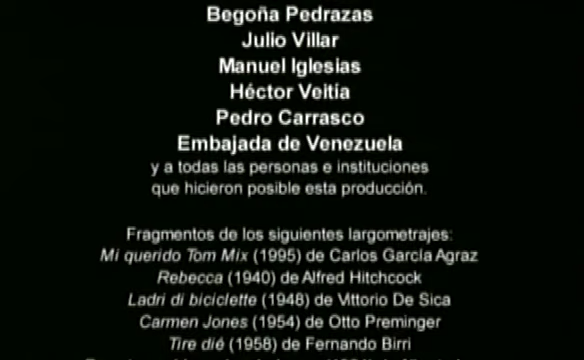 Begoña Pedrazas
Julio Villar
Manuel Iglesias
Héctor Veitía
Pedro Carrasco
Embajada de Venezuela
y a todas las personas e instituciones
que hicieron posible esta producción.
Fragmentos de los siguientes largometrajes:
Mi querido Tom Mix (1995) de Carlos García Agraz
Rebecca (1940) de Alfred Hitchcock
Ladri di biciclette (1948) de Vittorio De Sica
Carmen Jones (1954) de Otto Preminger
Tire dié (1958) de Fernando Birri